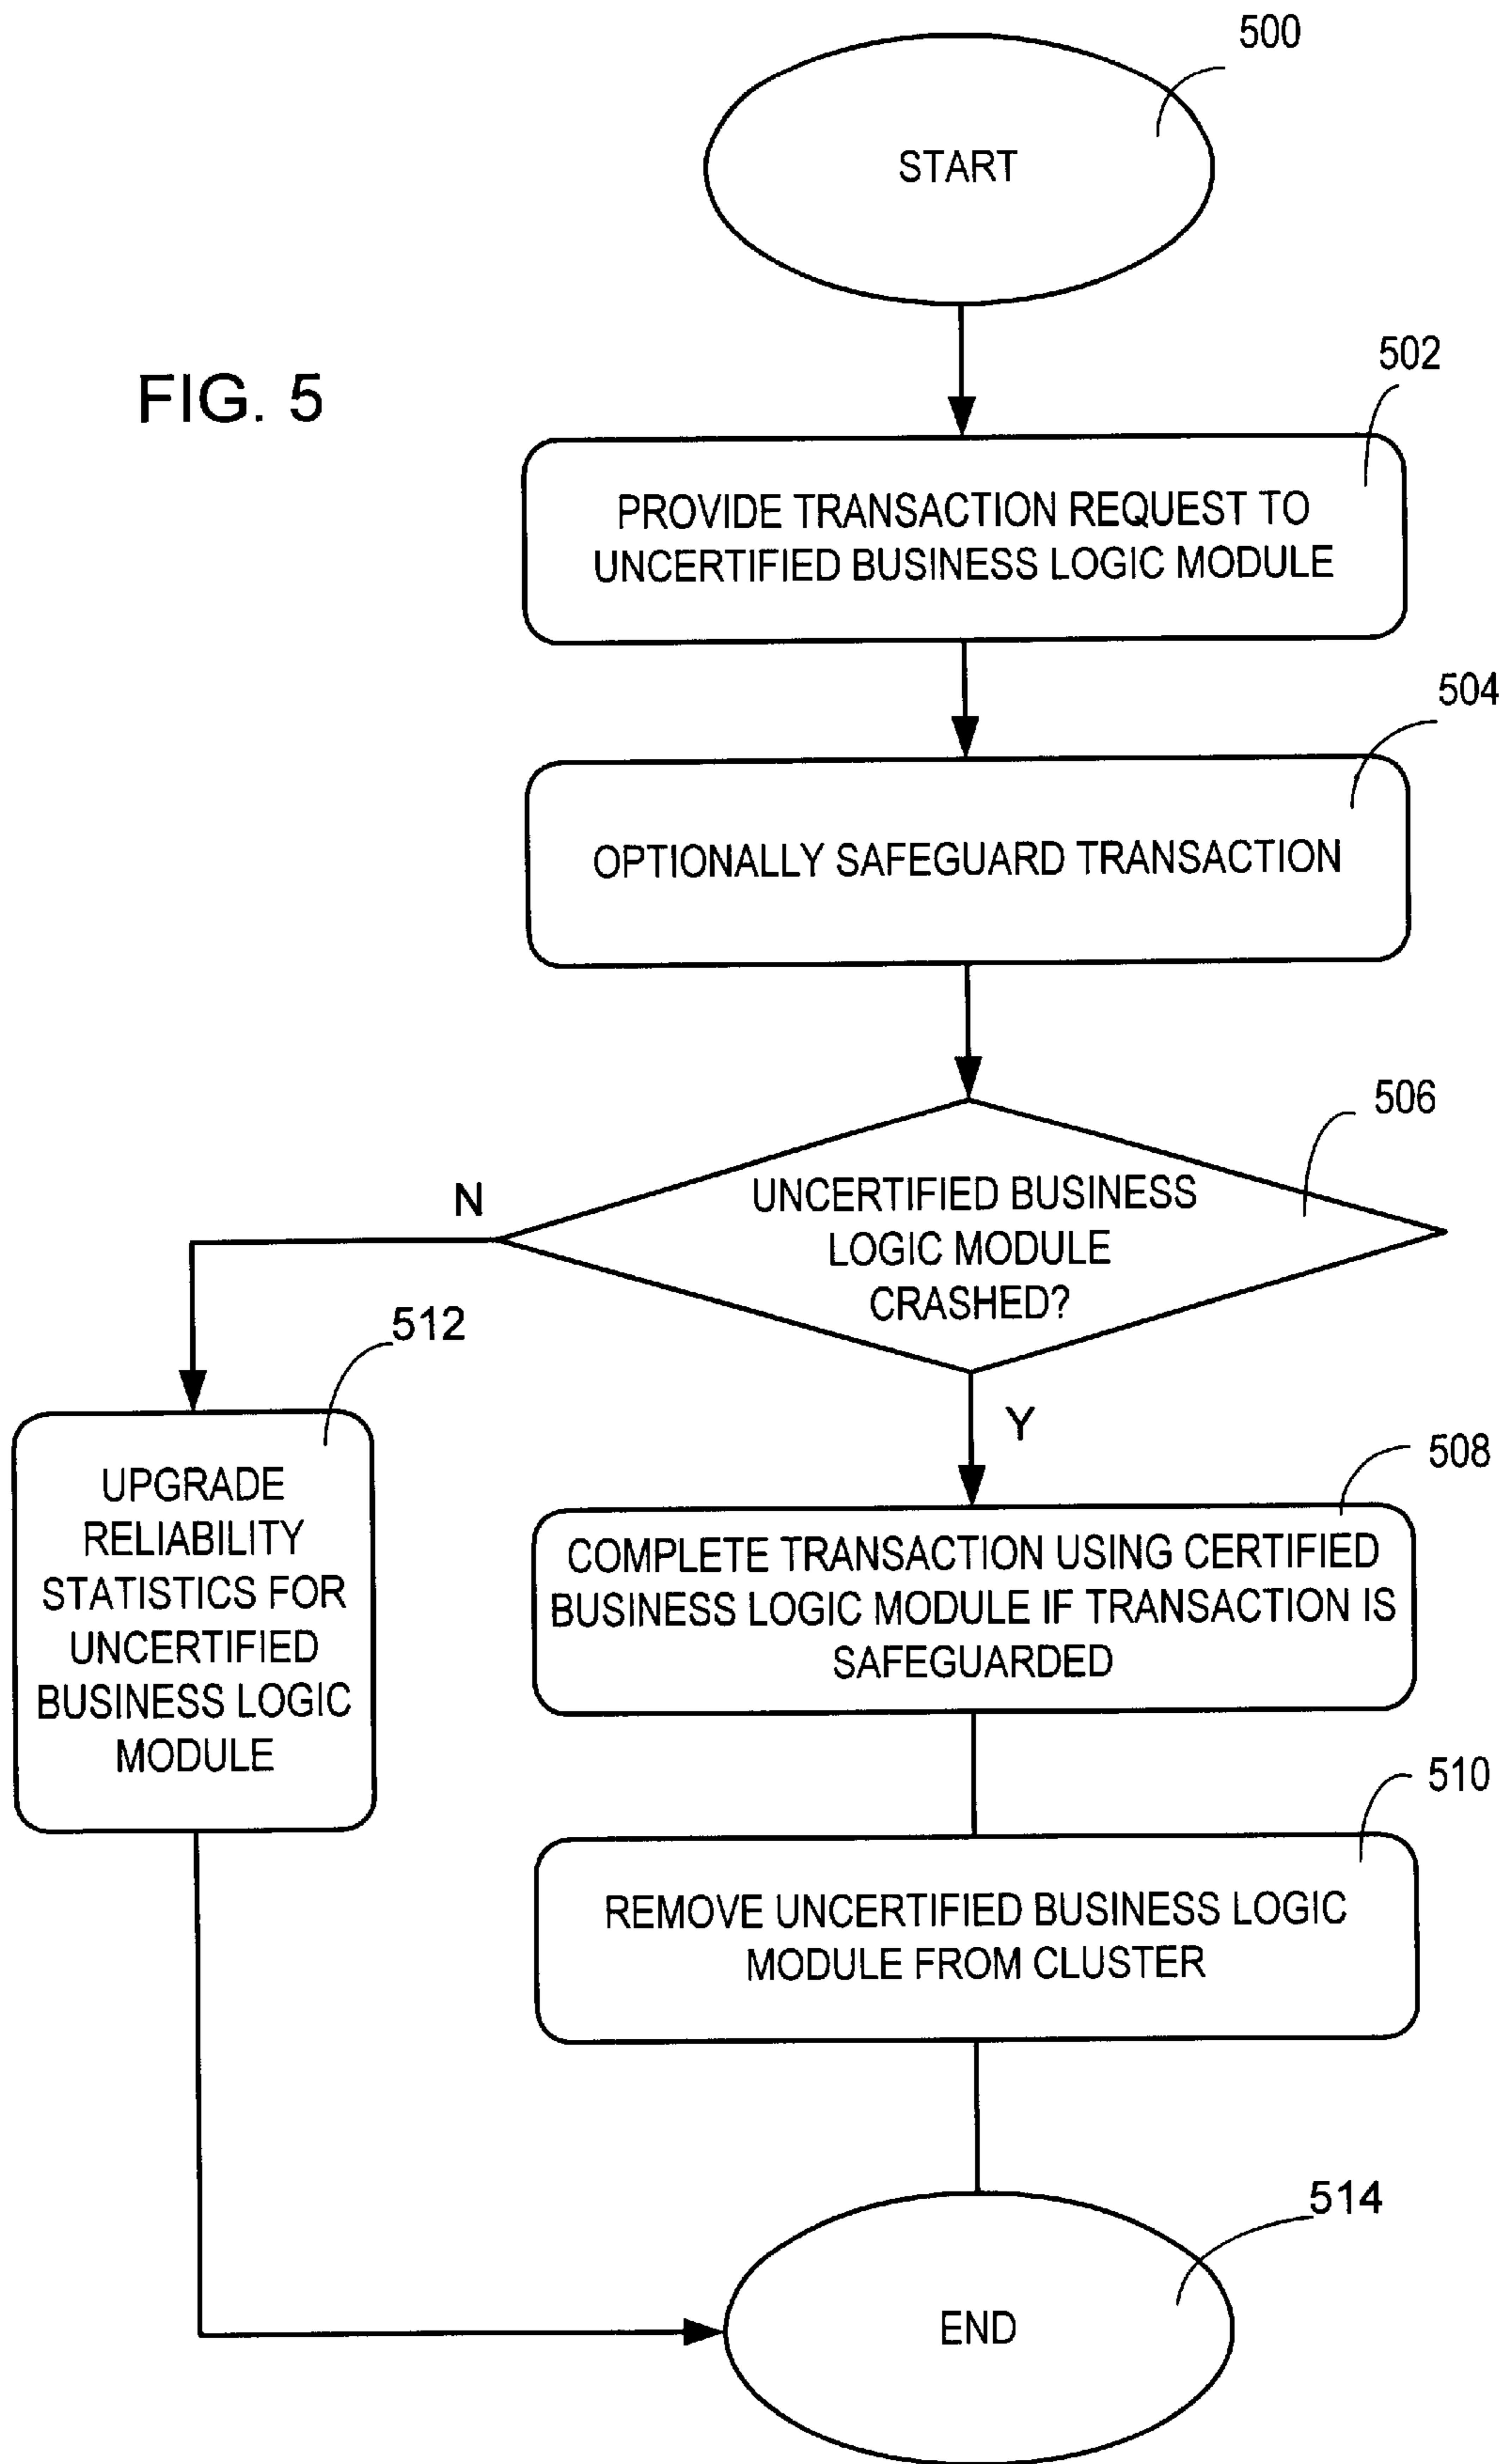 500
START
FIG. 5
502
PROVIDE TRANSACTION REQUEST TO
UNCERTIFIED BUSINESS LOGIC MODULE
504
OPTIONALLY SAFEGUARD TRANSACTION
506
N
UNCERTIFIED BUSINESS
LOGIC MODULE
CRASHED?
512
Y
UPGRADE
RELIABILITY
STATISTICS FOR
UNCERTIFIED
BUSINESS LOGIC
MODULE
508
COMPLETE TRANSACTION USING CERTIFIED
BUSINESS LOGIC MODULE IF TRANSACTION IS
SAFEGUARDED
510
REMOVE UNCERTIFIED BUSINESS LOGIC
MODULE FROM CLUSTER
514
END